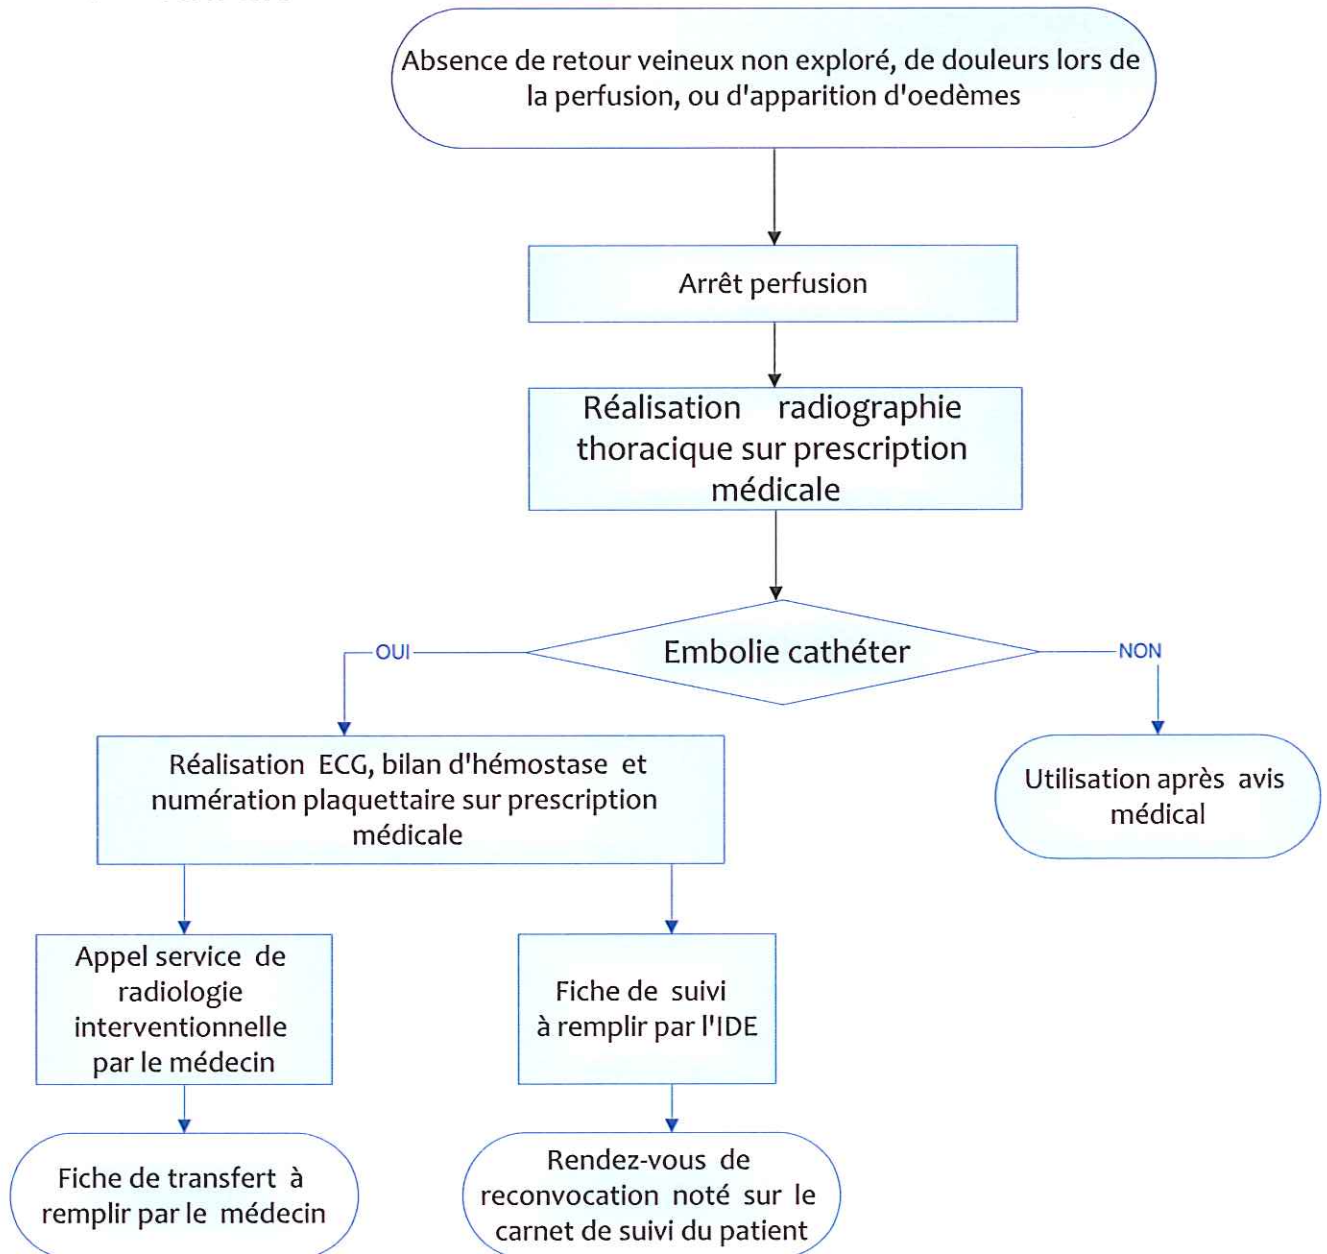 Absence de retour veineux non exploré, de douleurs lors de
la perfusion, ou d'apparition d'oedèmes
Arrêt perfusion
Réalisation radiographie
thoracique sur prescription
médicale
Embolie cathéter
OUI
NON
Réalisation ECG, bilan d'hémostase et
numération plaquettaire sur prescription
médicale
Utilisation après avis
médical
Appel service de
radiologie
interventionnelle
par le médecin
Fiche de suivi
à remplir par l'IDE
Fiche de transfert à
remplir par le médecin
Rendez-vous de
reconvocation noté sur le
carnet de suivi du patient